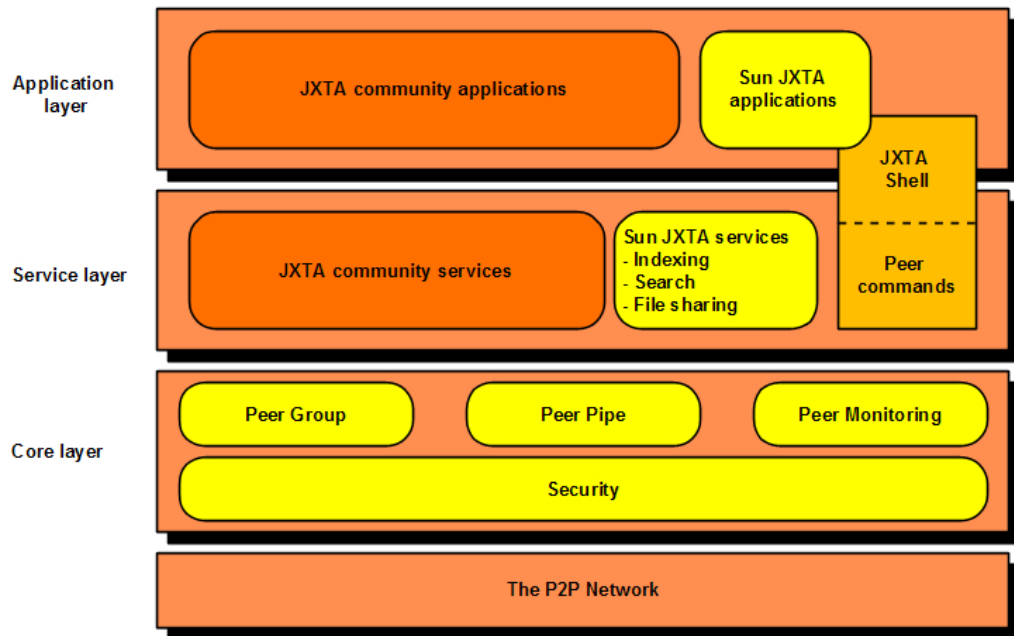 Application
layer
JXTA community applications
Sun JXTA
applications
JXTA
Shell
Service layer
JXTA community services
Sun JXTA services
- Indexing
- Search
- File sharing
Peer
commands
Core layer
Peer Group
Peer Pipe
Peer Monitoring
Security
The P2P Network